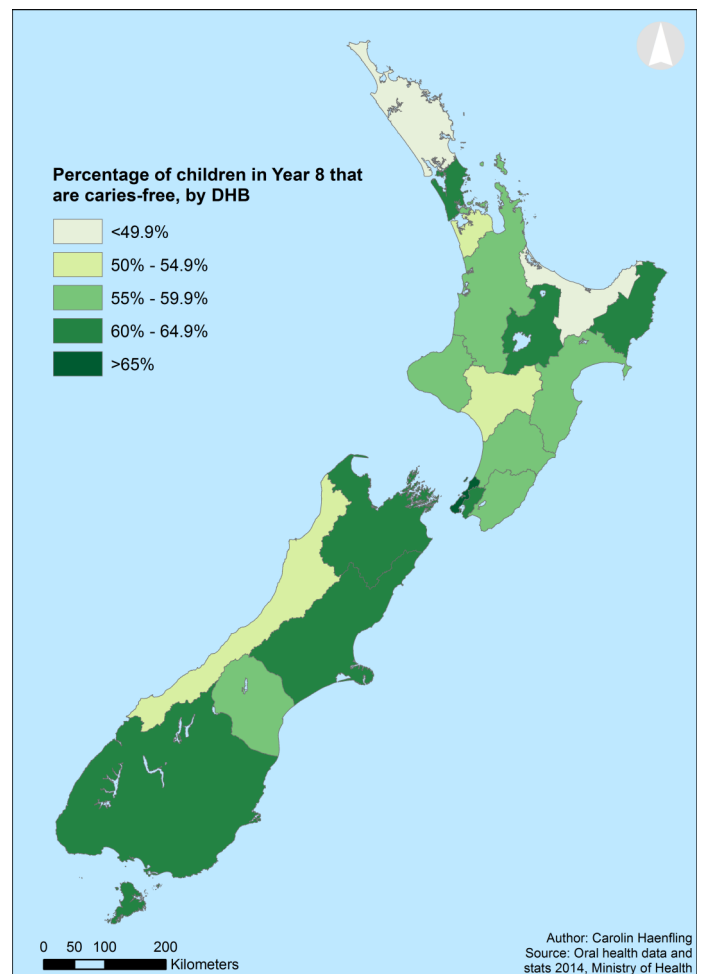 Percentage of children in Year 8 that
are caries-free, by DHB
<49.9%
50% - 54.9%
55% - 59.9%
60% - 64.9%
>65%
0 50 100 200
Kilometers
Author: Carolin Haenfling
Source: Oral health data and
stats 2014, Ministry of Health